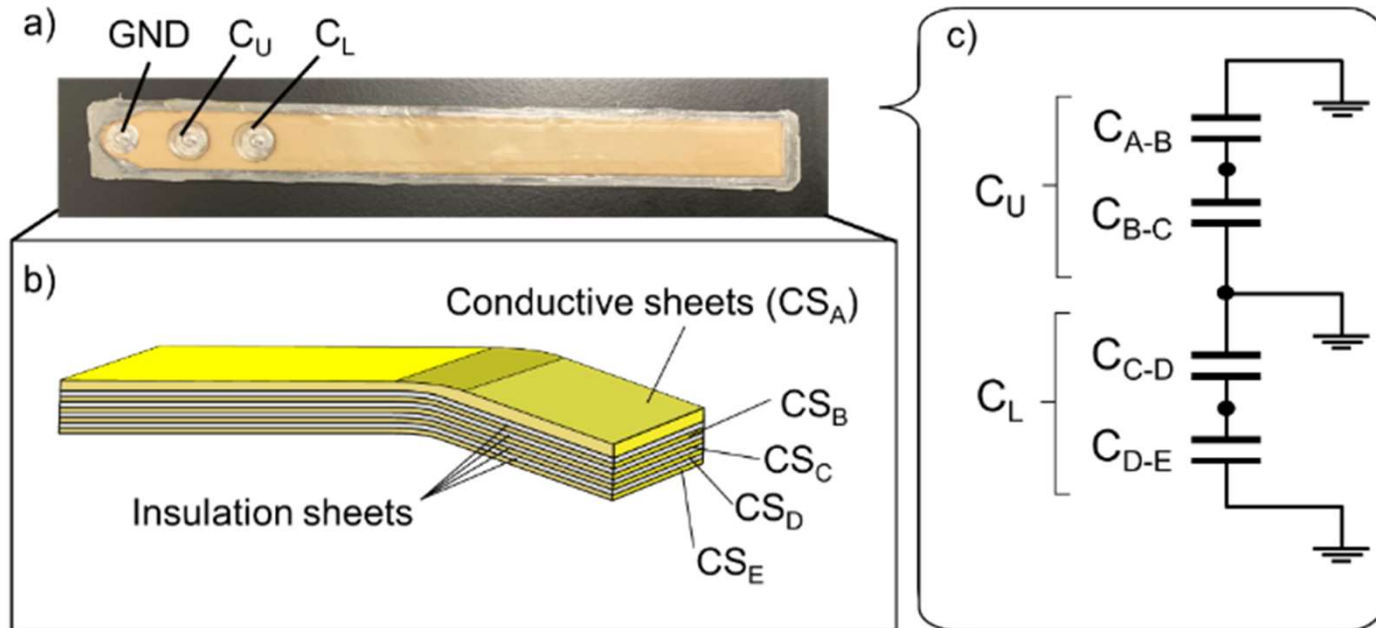 a)
GND
C_U
C_L
b)
Conductive sheets (CS_A)
CS_B
CS_C
CS_D
CS_E
Insulation sheets
c)
C_A-B
C_U
C_B-C
C_C-D
C_L
C_D-E